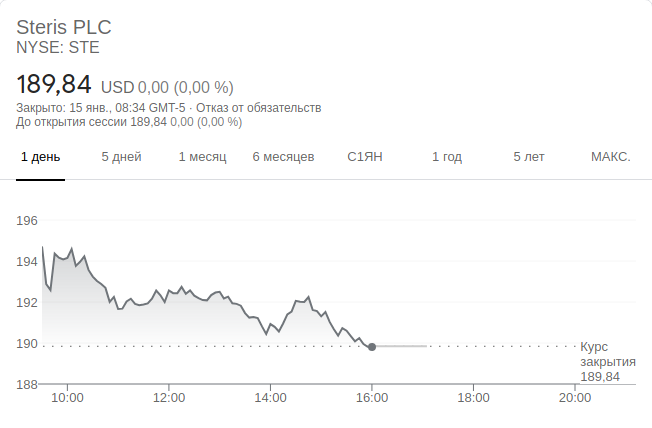 Steris PLC
NYSE: STE
189,84 USD 0,00 (0,00 %)
Закрыто: 15 янв., 08:34 GMT-5 · Отказ от обязательств
До открытия сессии 189,84 0,00 (0,00 %)
1 день 5 дней 1 месяц 6 месяцев С1ЯН 1 год 5 лет МАКС.
196
194
192
190
188
Курс
закрытия
189,84
10:00 12:00 14:00 16:00 18:00 20:00